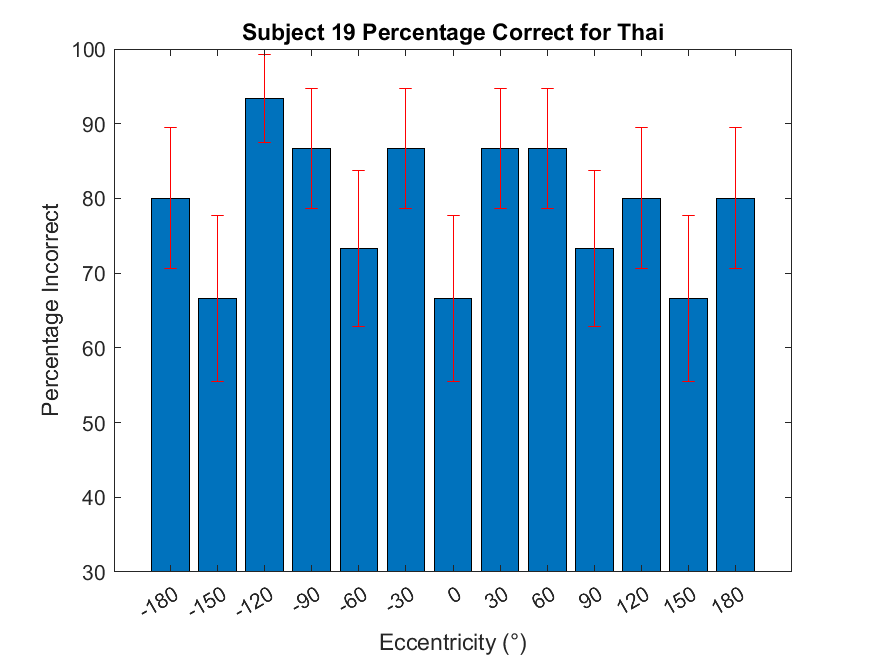 Subject 19 Percentage Correct for Thai
100
90
80
70
60
50
40
30
Percentage Incorrect
-180 -150 -120 -90 -60 -30 0 30 60 90 120 150 180
Eccentricity (°)